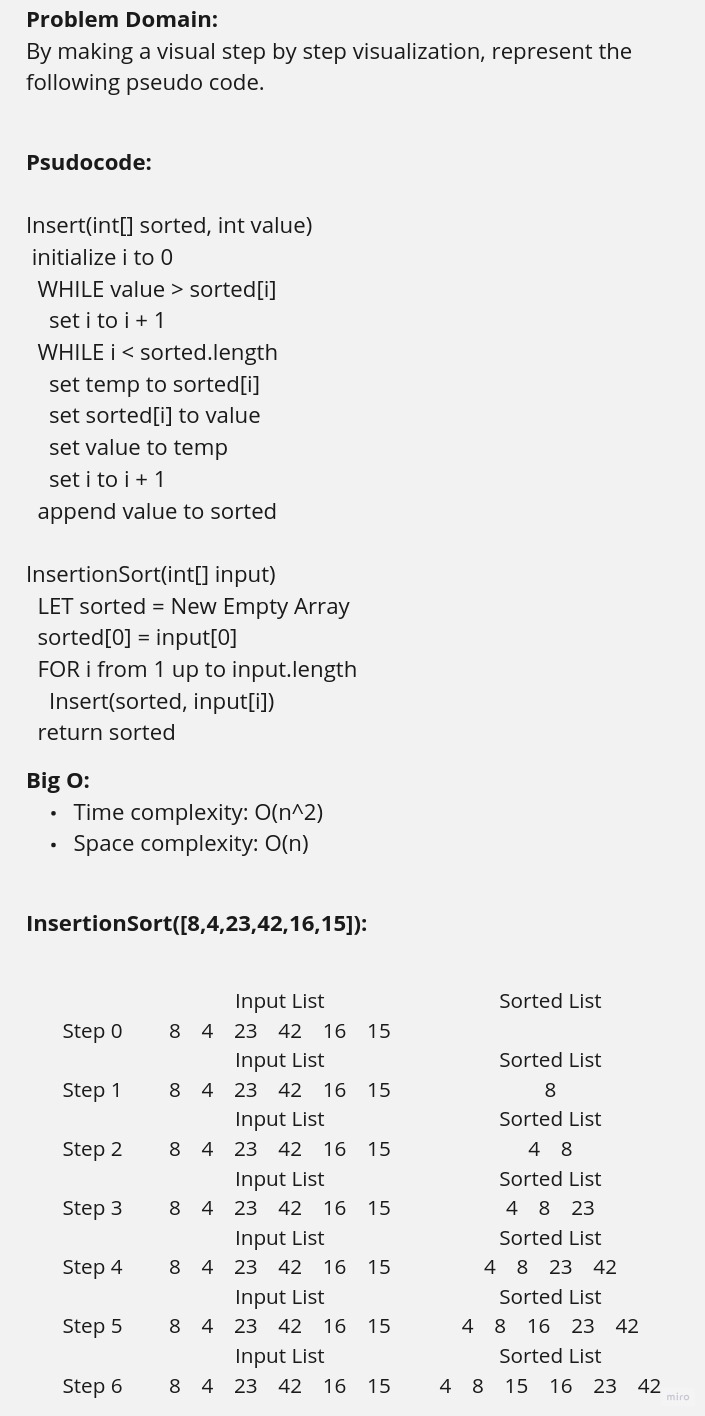 Problem Domain:
By making a visual step by step visualization, represent the
following pseudo code.
Psudocode:
Insert(int[] sorted, int value)
initialize i to 0
WHILE value > sorted[i]
set i to i + 1
WHILE i < sorted.length
set temp to sorted[i]
set sorted[i] to value
set value to temp
set i to i + 1
append value to sorted
InsertionSort(int[] input)
LET sorted = New Empty Array
sorted[0] = input[0]
FOR i from 1 up to input.length
Insert(sorted, input[i])
return sorted
Big O:
• Time complexity: O(n^2)
• Space complexity: O(n)
InsertionSort([8,4,23,42,16,15]):
Input List Sorted List
Step 0 8 4 23 42 16 15
Input List Sorted List
Step 1 8 4 23 42 16 15 8
Input List Sorted List
Step 2 8 4 23 42 16 15 4 8
Input List Sorted List
Step 3 8 4 23 42 16 15 4 8 23
Input List Sorted List
Step 4 8 4 23 42 16 15 4 8 23 42
Input List Sorted List
Step 5 8 4 23 42 16 15 4 8 16 23 42
Input List Sorted List
Step 6 8 4 23 42 16 15 4 8 15 16 23 42
miro